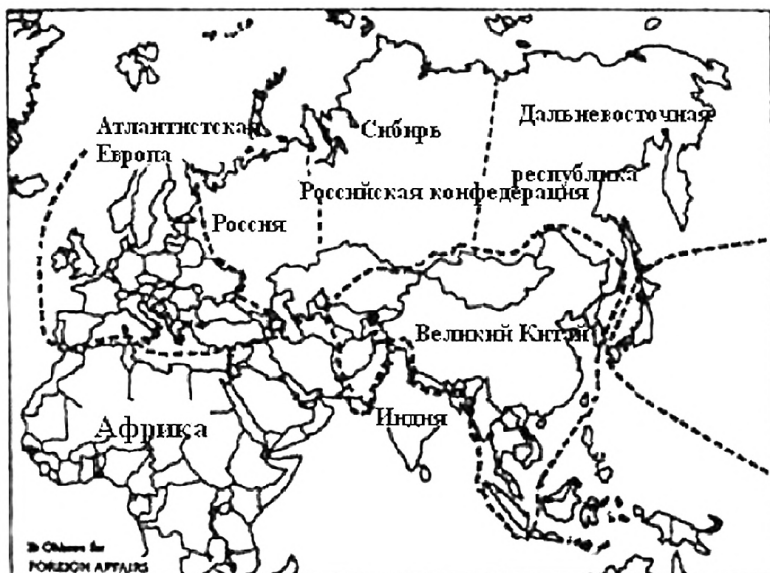 Атлантистская
Европа
Сибирь
Дальневосточная
республика
Российская конфедерация
Россия
Великий Китай
Индия
Африка
FOREIGN AFFAIRS